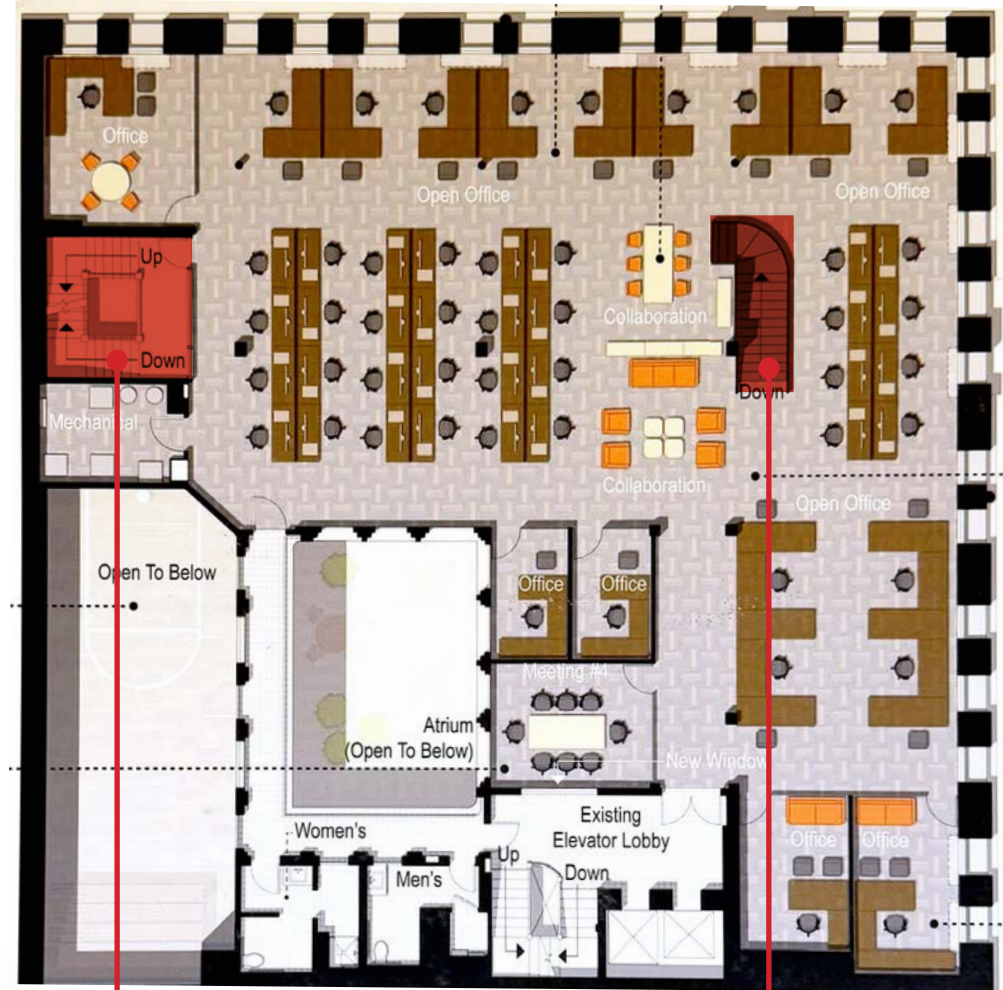 Office
Open Office
Open Office
Up
Down
Collaboration
Down
Mechanical
Collaboration
Open Office
Open To Below
Office
Office
Meeting #4
Atrium
(Open To Below)
New Window
Existing
Elevator Lobby
Women's
Up
Down
Men's
Office
Office